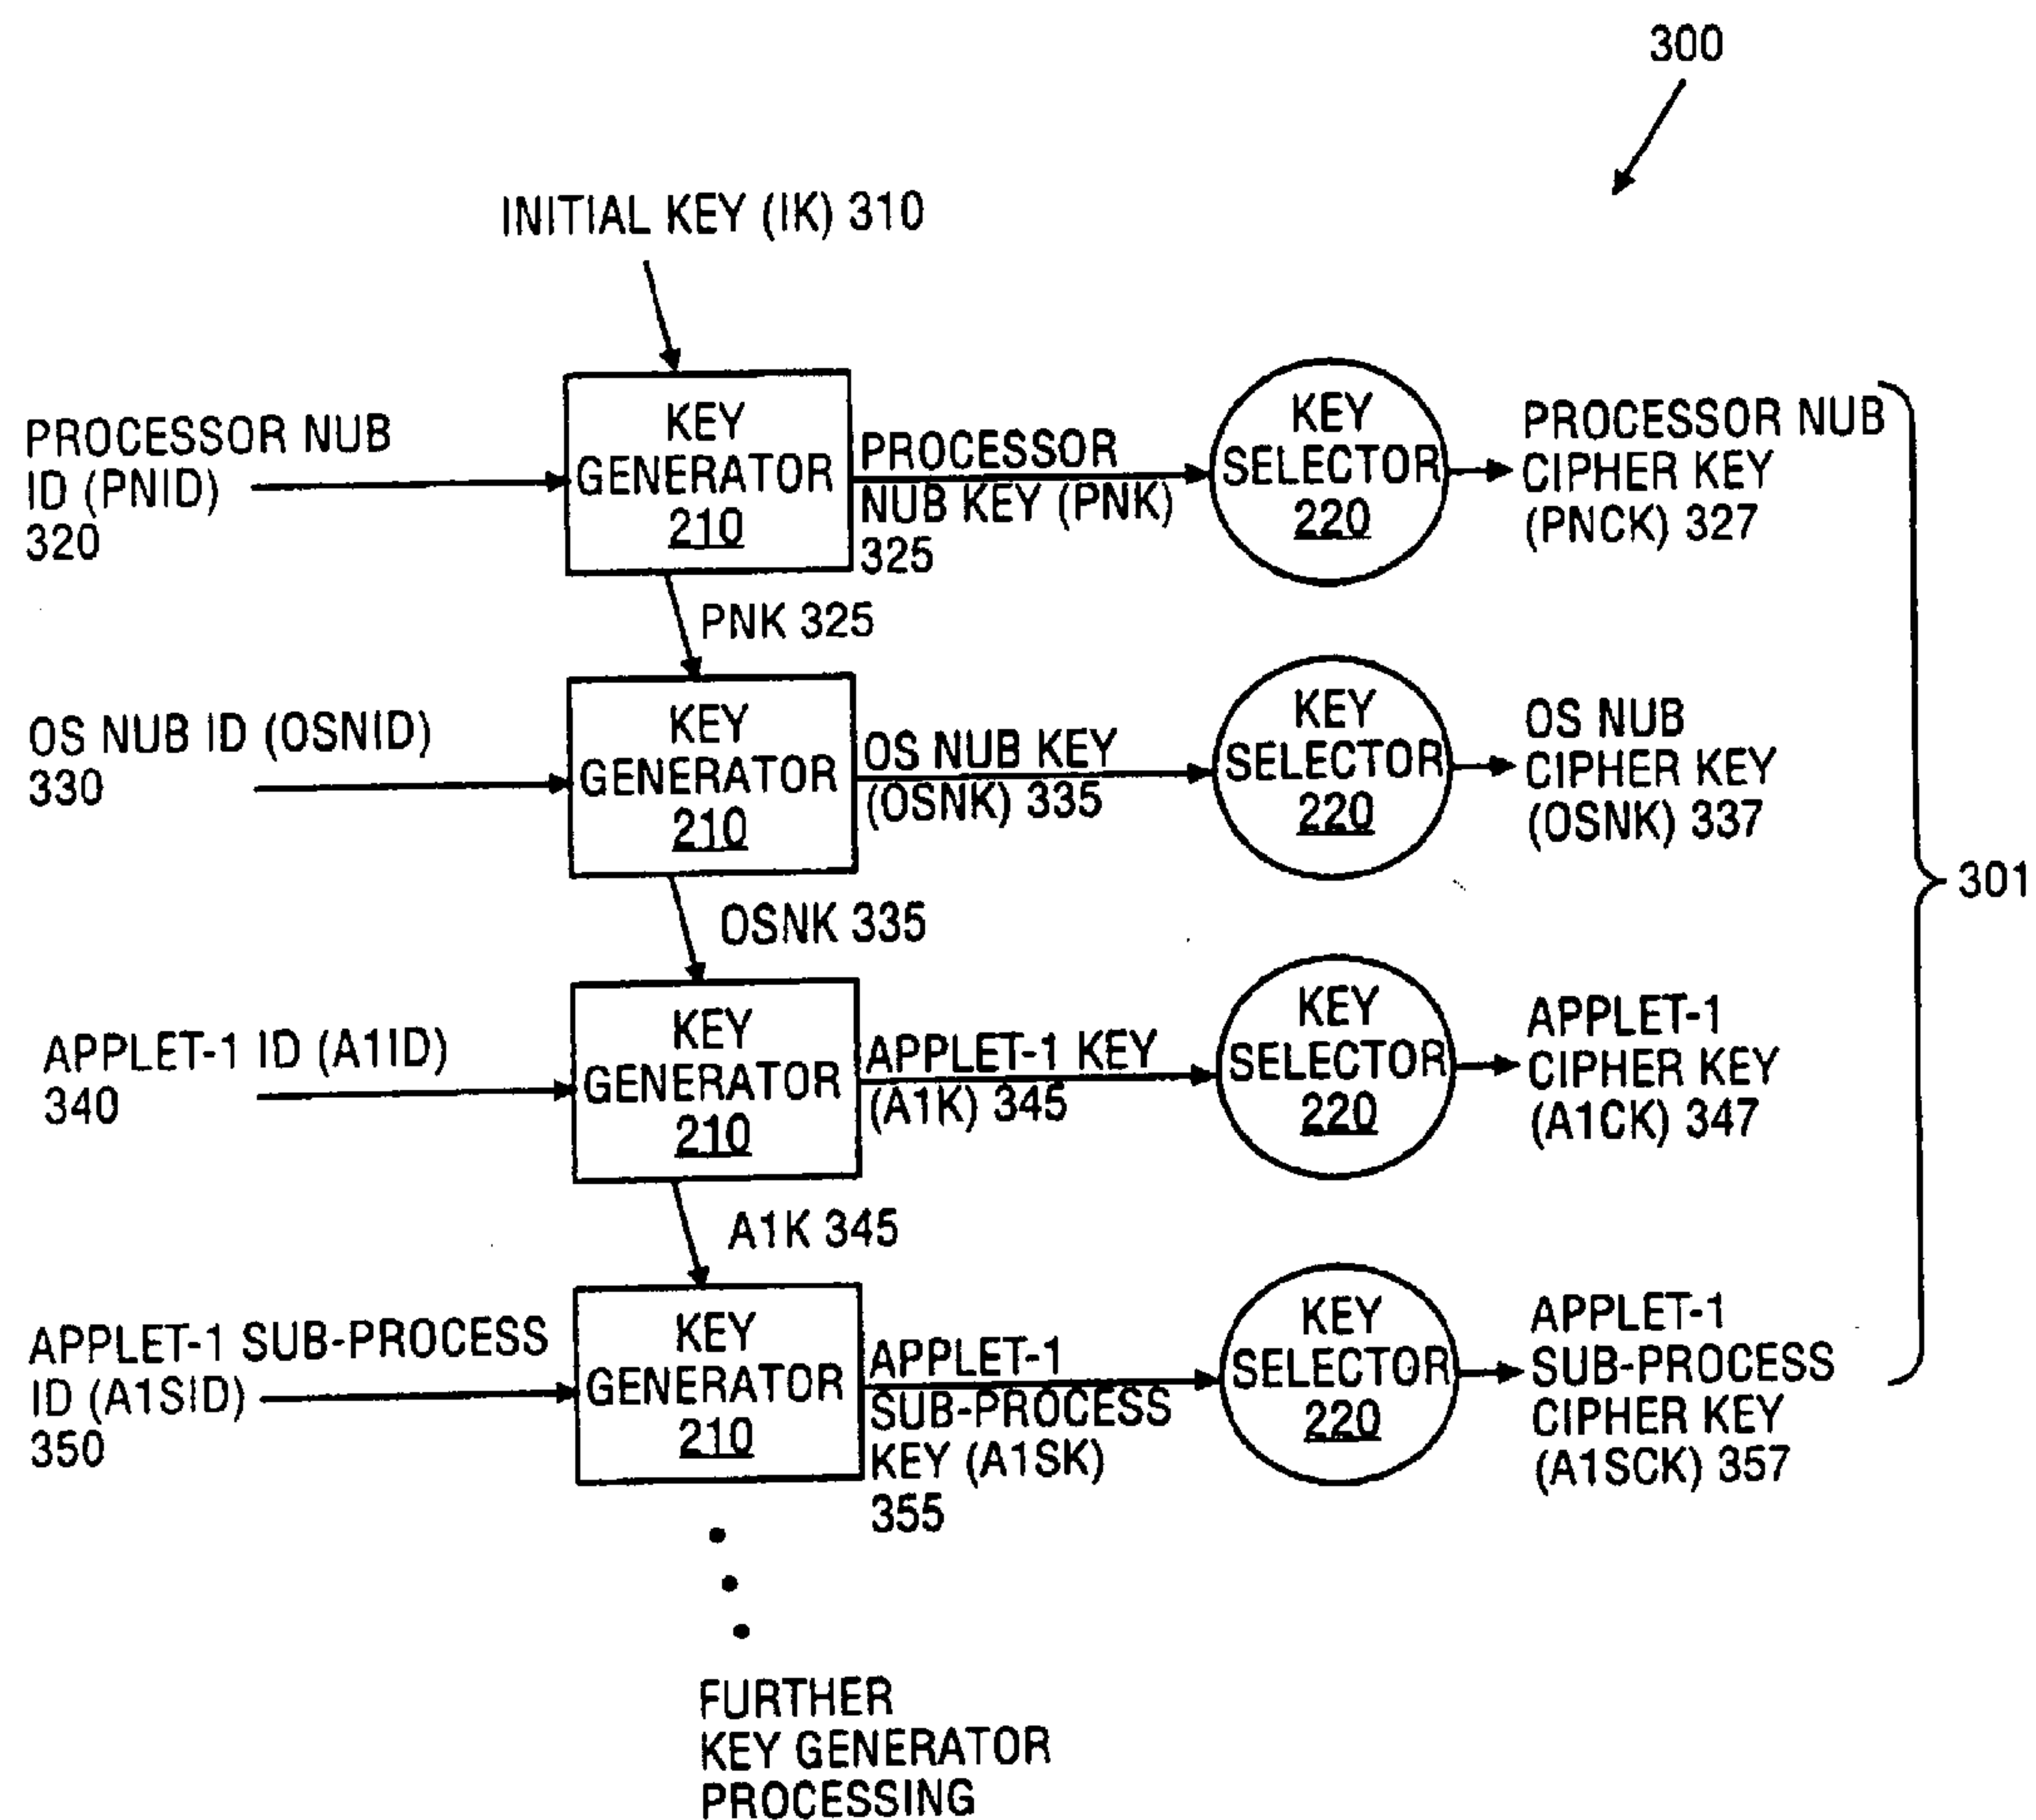 300
INITIAL KEY (IK) 310
PROCESSOR NUB
ID (PNID)
320
KEY
GENERATOR
210
PROCESSOR
NUB KEY (PNK)
325
KEY
SELECTOR
220
PROCESSOR NUB
CIPHER KEY
(PNCK) 327
PNK 325
OS NUB ID (OSNID)
330
KEY
GENERATOR
210
OS NUB KEY
(OSNK) 335
KEY
SELECTOR
220
OS NUB
CIPHER KEY
(OSNK) 337
301
OSNK 335
APPLET-1 ID (A1ID)
340
KEY
GENERATOR
210
APPLET-1 KEY
(A1K) 345
KEY
SELECTOR
220
APPLET-1
CIPHER KEY
(A1CK) 347
A1K 345
APPLET-1 SUB-PROCESS
ID (A1SID)
350
KEY
GENERATOR
210
APPLET-1
SUB-PROCESS
KEY (A1SK)
355
KEY
SELECTOR
220
APPLET-1
SUB-PROCESS
CIPHER KEY
(A1SCK) 357
FURTHER
KEY GENERATOR
PROCESSING